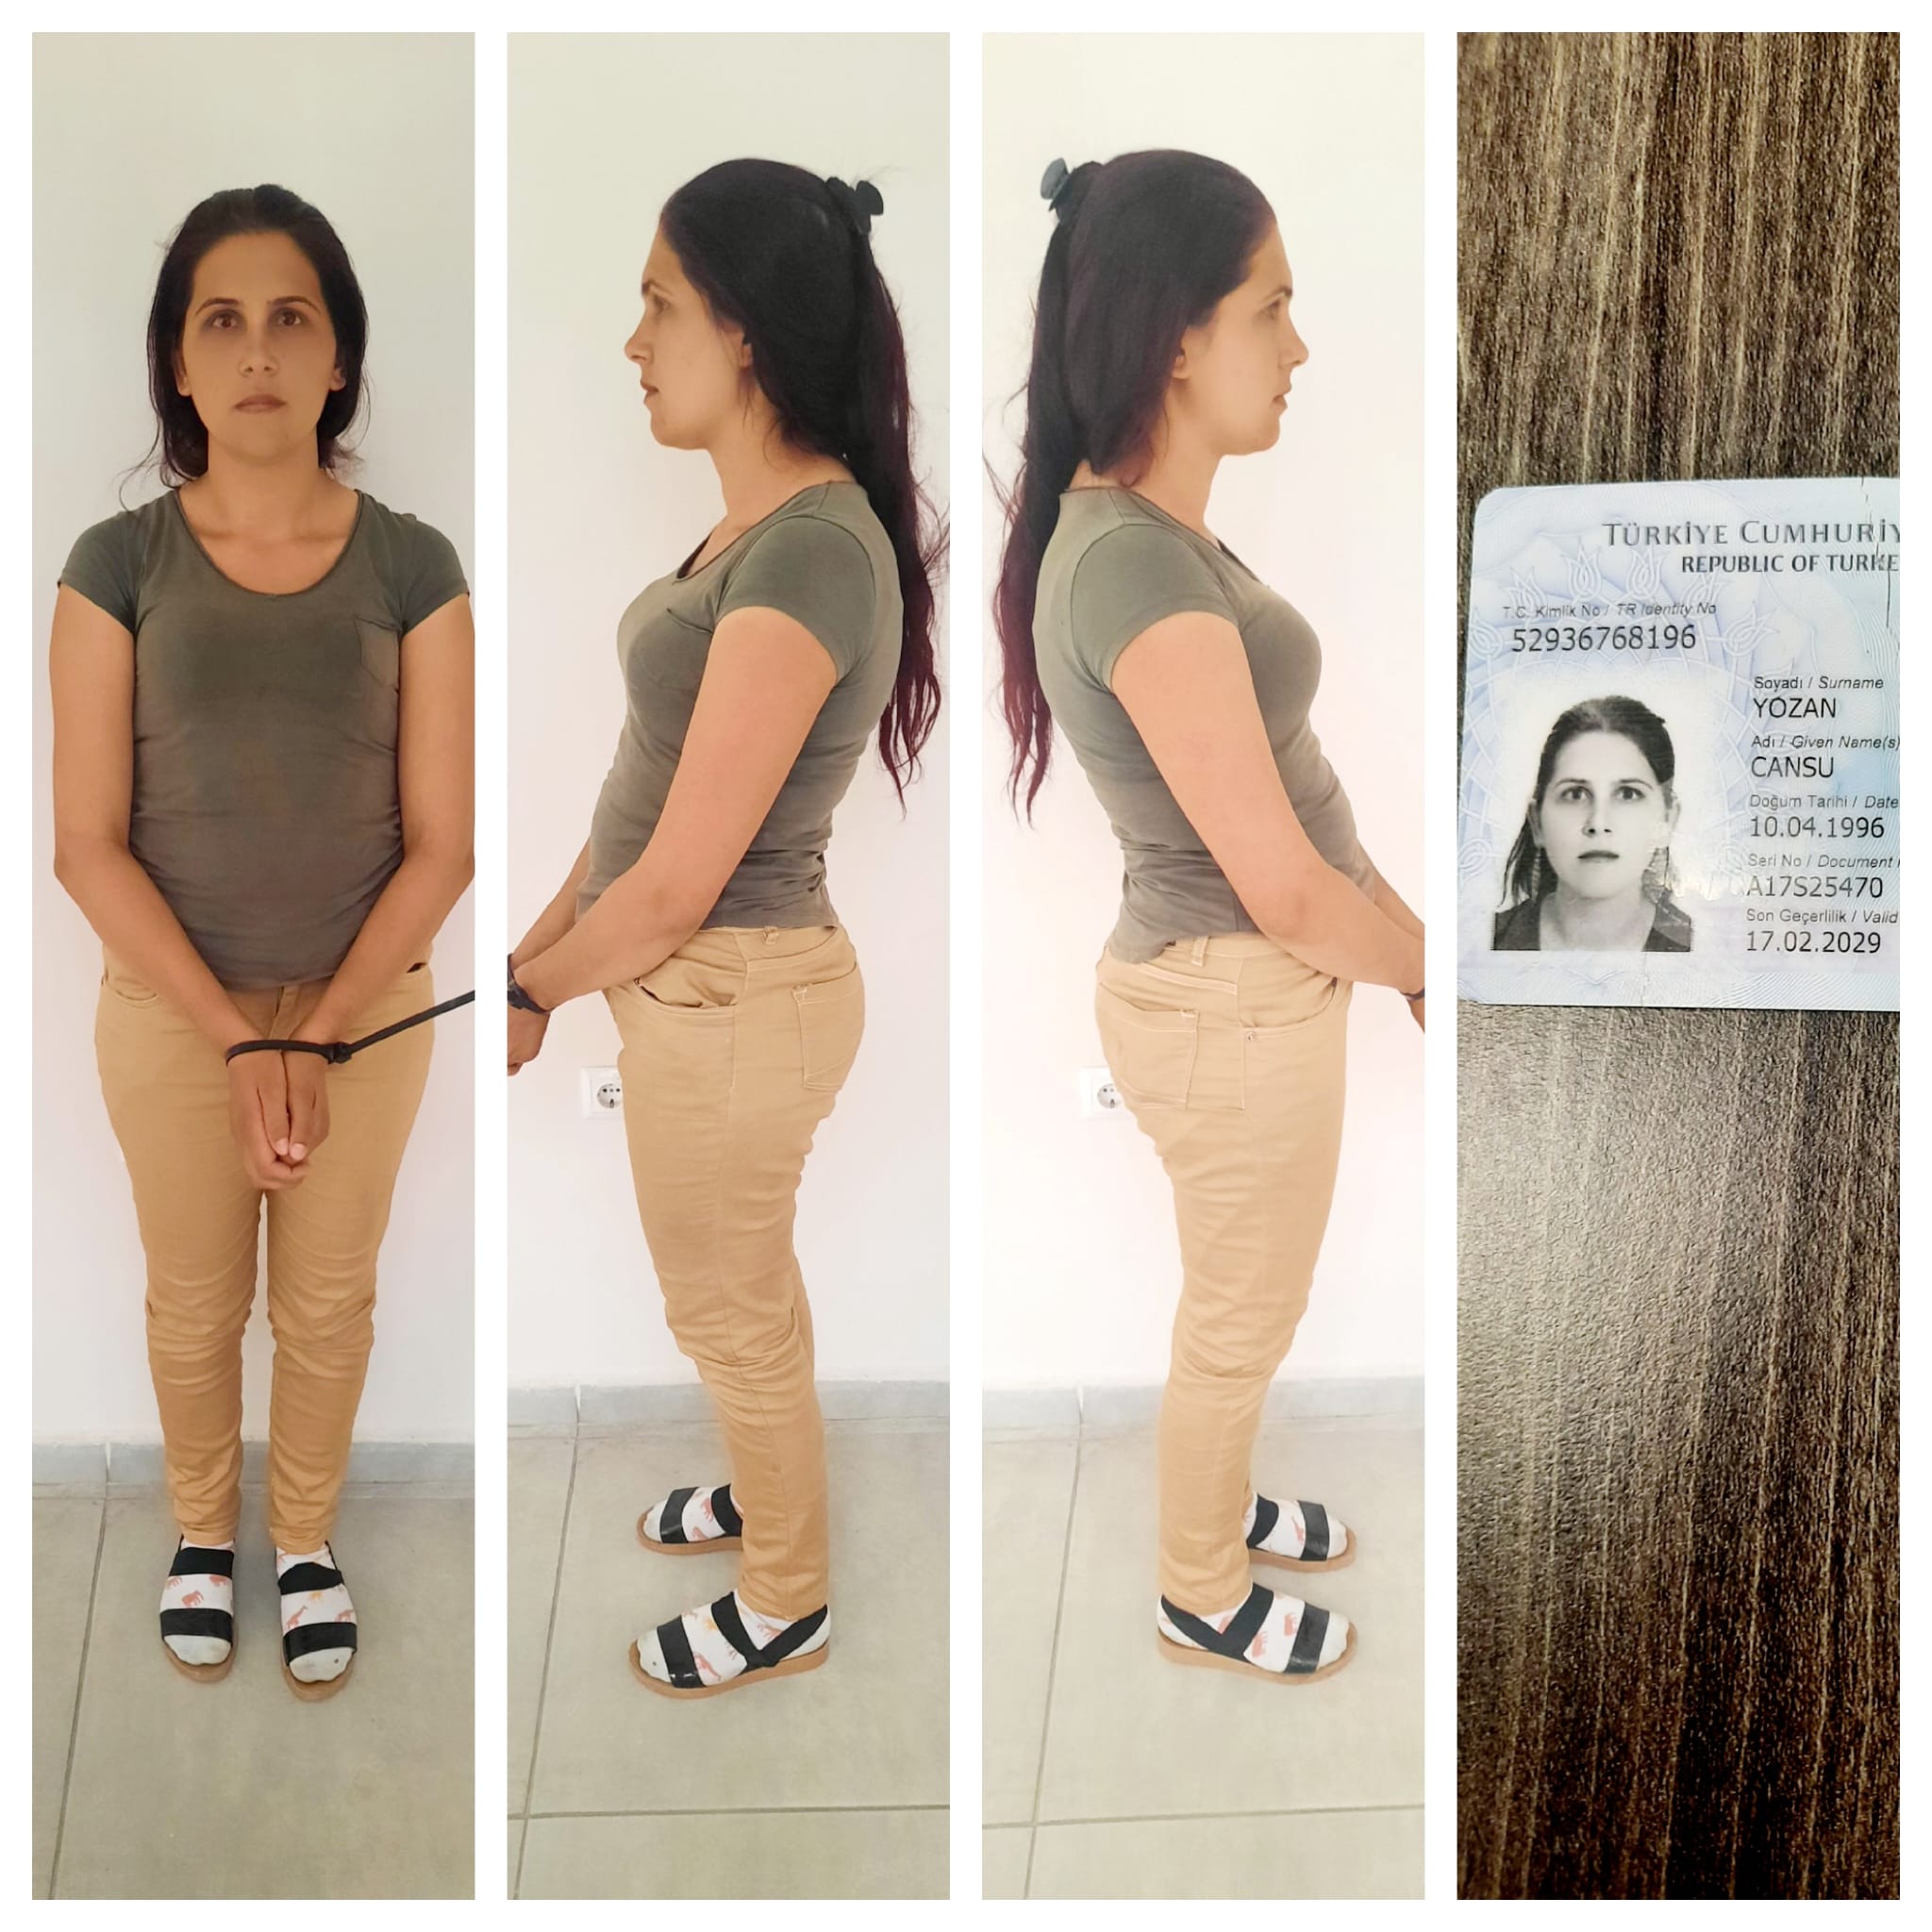 TÜRKİYE CUMHURİY
REPUBLIC OF TURKE
T.C. Kimlik No / TR Identity No
52936768196
Soyadı / Surname
YOZAN
Adı / Given Name(s)
CANSU
Doğum Tarihi / Date
10.04.1996
Seri No / Document
A17S25470
Son Geçerlilik / Valid
17.02.2029